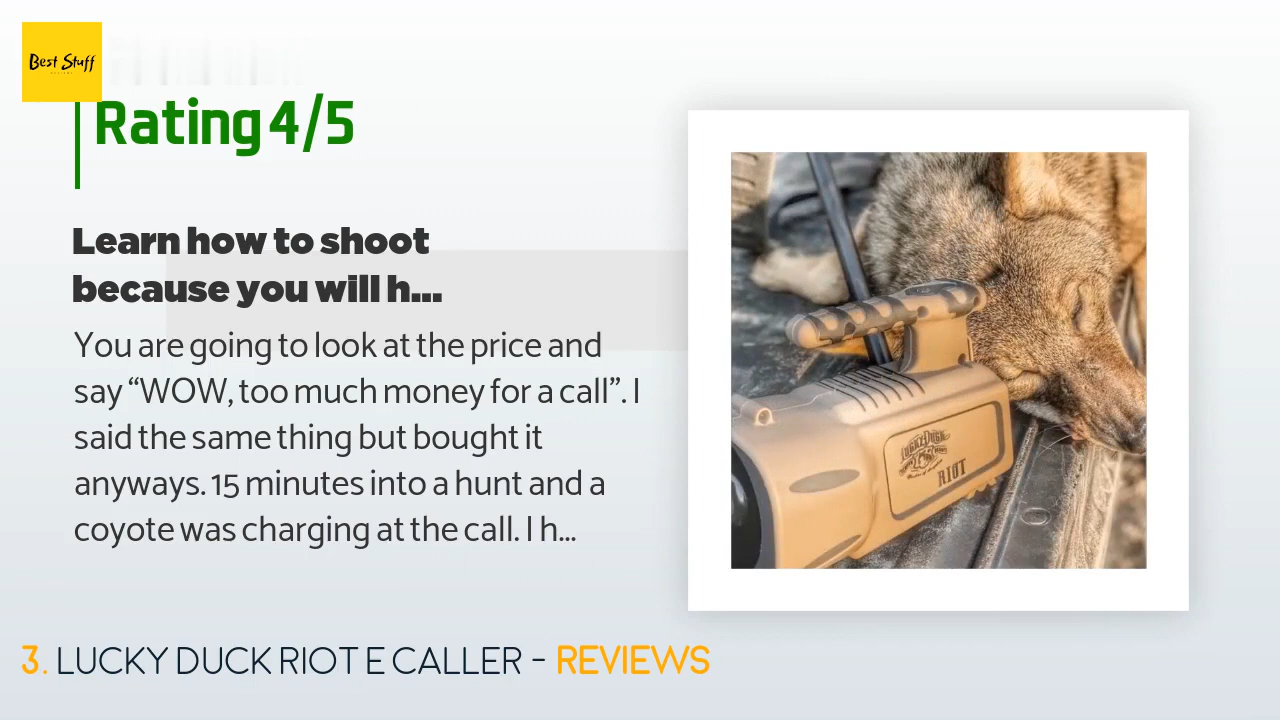 Best Stuff
Rating 4/5
Learn how to shoot
because you will h...
You are going to look at the price and
say “WOW, too much money for a call”. I
said the same thing but bought it
anyways. 15 minutes into a hunt and a
coyote was charging at the call. I h...
LUCKY DUCK
RIOT
3. LUCKY DUCK RIOT E CALLER - REVIEWS